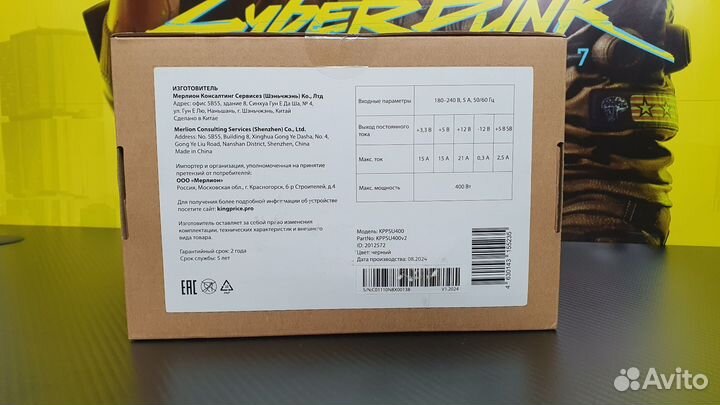 CYBERPUNK
7
ИЗГОТОВИТЕЛЬ
Мерлион Консалтинг Сервисез (Шэньчжэнь) Ко., Лтд
Адрес: офис 5B55, здание 8, Синхуа Гун Е Да Ша, № 4,
ул. Гун Е Лю, Наньшань, г. Шэньчжэнь, Китай
Сделано в Китае
Merlion Consulting Services (Shenzhen) Co., Ltd.
Address: No. 5B55, Building 8, Xinghua Gong Ye Dasha, No. 4,
Gong Ye Liu Road, Nanshan District, Shenzhen, China
Made in China
Импортер и организация, уполномоченная на принятие
претензий от потребителей:
ООО «Мерлион»
Россия, Московская обл., г. Красногорск, б-р Строителей, д.4
Для получения более подробной информации об устройстве
посетите сайт: kingprice.pro
Изготовитель оставляет за собой право изменения
комплектации, технических характеристик и внешнего
вида товара.
Гарантийный срок: 2 года
Срок службы: 5 лет
EAC
Входные параметры 180-240 В, 5 А, 50/60 Гц
Выход постоянного тока +3,3 В +5 В +12 В -12 В +5 В SB
Макс. ток 15 А 15 А 21 А 0,3 А 2,5 А
Макс. мощность 400 Вт
Модель: KPPSU400
PartNo: KPPSU400v2
ID: 2012572
Цвет: черный
Дата производства: 08.2024
S/N:C01110N8X00138 V1-2024
4 630143 155235
Avito